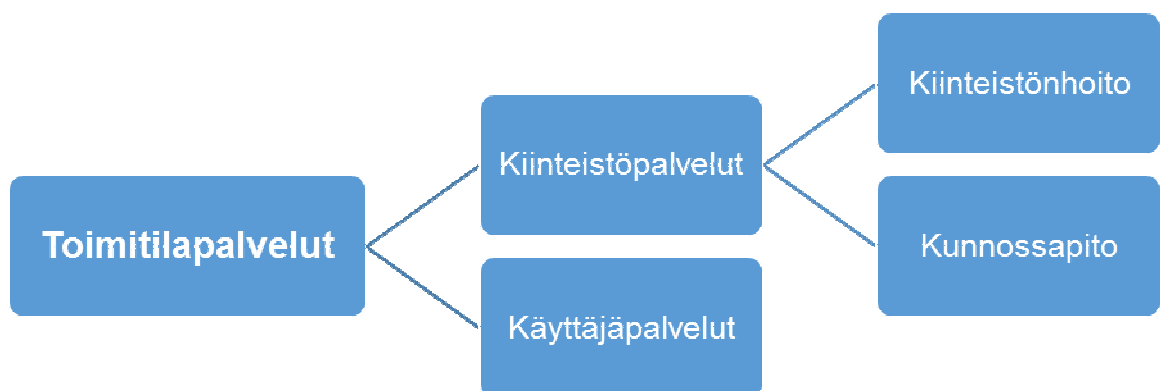 Toimitilapalvelut
Kiinteistöpalvelut
Käyttäjäpalvelut
Kiinteistönhoito
Kunnossapito